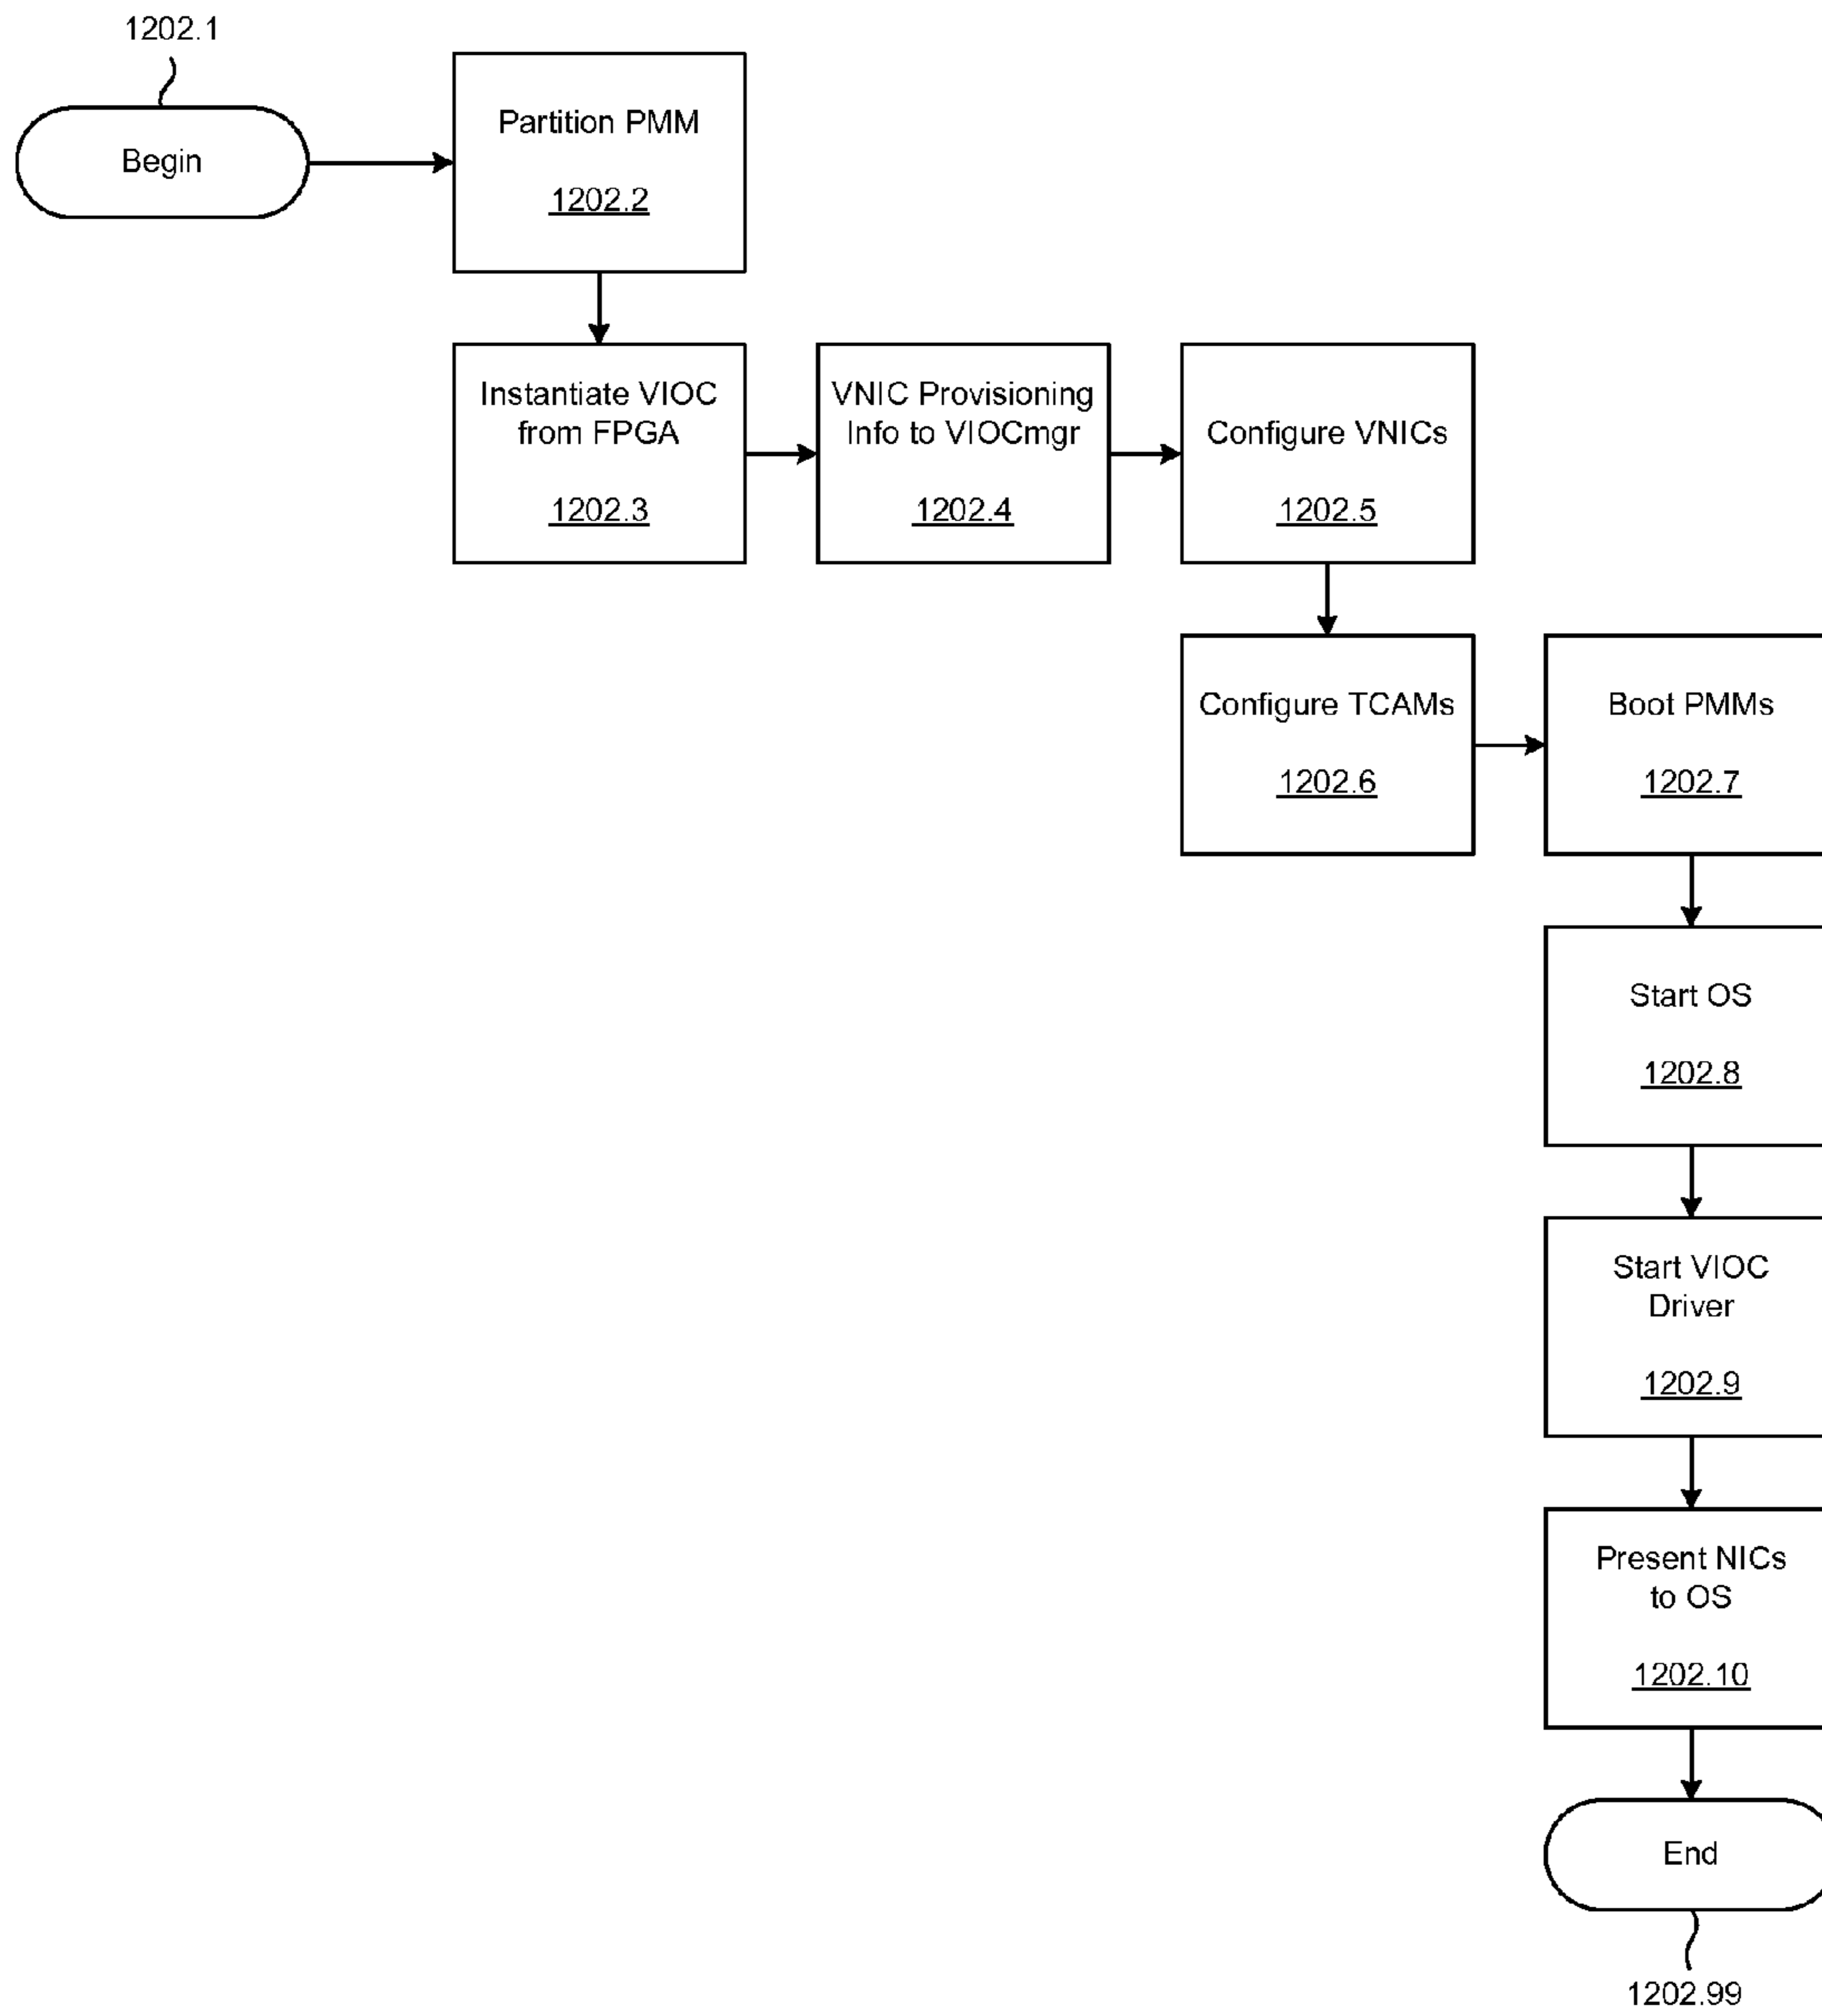 1202.1
Begin
Partition PMM
1202.2
Instantiate VIOC
from FPGA
1202.3
VNIC Provisioning
Info to VIOCmgr
1202.4
Configure VNICs
1202.5
Configure TCAMs
1202.6
Boot PMMs
1202.7
Start OS
1202.8
Start VIOC
Driver
1202.9
Present NICs
to OS
1202.10
End
1202.99